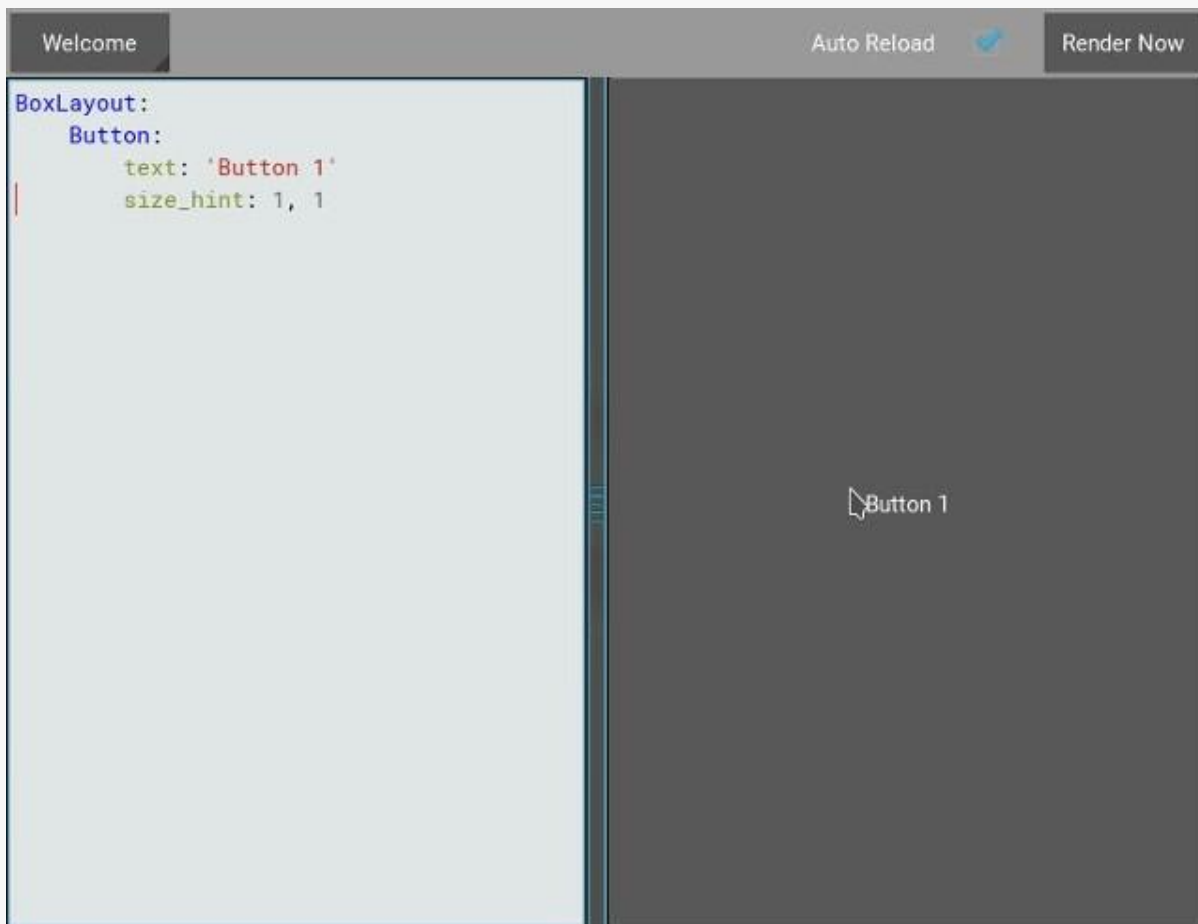 Welcome
Auto Reload
Render Now
BoxLayout:
    Button:
        text: 'Button 1'
        size_hint: 1, 1
Button 1